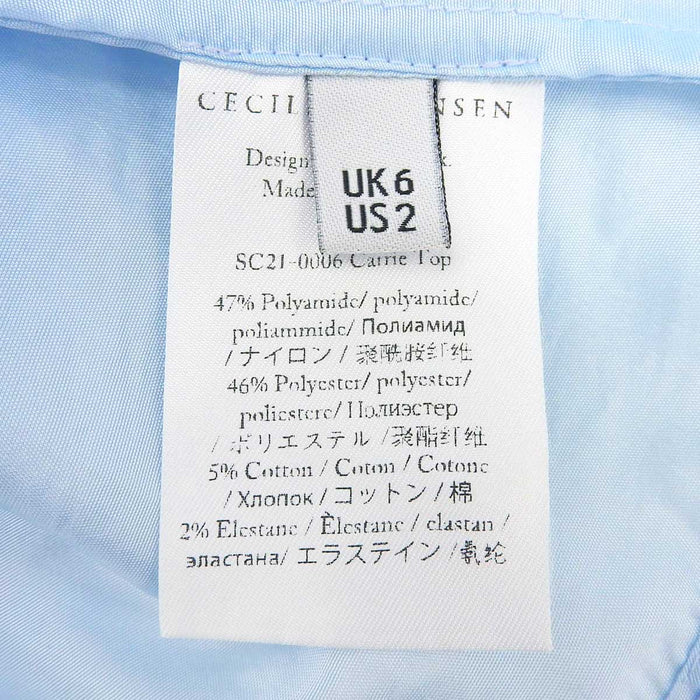 CECIL NSEN
Design
Made
UK 6
US 2
SC21-0006 Carrie Top
47% Polyamide/ polyamide/
poliammide/ Полиамид
/ ナイロン / 聚酰胺纤维
46% Polyester/ polyester/
poliestere/ Полиэстер
/ ポリエステル / 聚酯纤维
5% Cotton / Coton / Cotone
/ Хлопок / コットン / 棉
2% Elestane / Èlestane / elastan /
эластана/ エラステイン / 氨纶